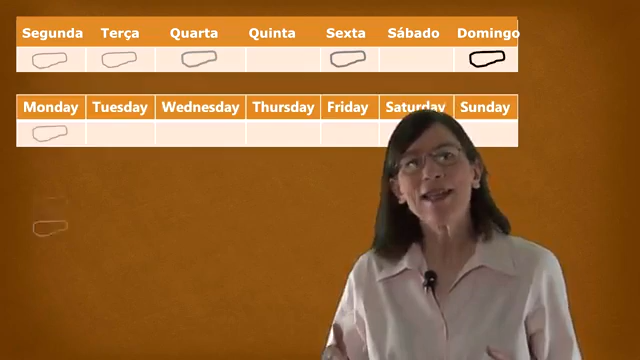 Segunda Terça Quarta Quinta Sexta Sábado Domingo
Monday Tuesday Wednesday Thursday Friday Saturday Sunday